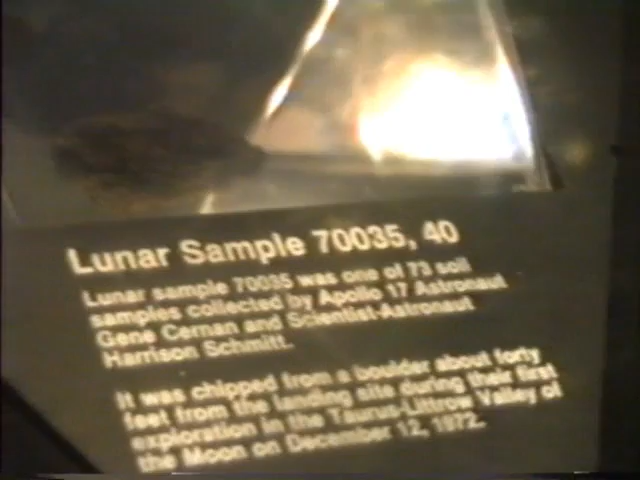 Lunar Sample 70035, 40
Lunar sample 70035 was one of 73 soil
samples collected by Apollo 17 Astronaut
Gene Cernan and Scientist-Astronaut
Harrison Schmitt.
It was chipped from a boulder about forty
feet from the landing site during their first
exploration in the Taurus-Littrow Valley of
the Moon on December 12, 1972.